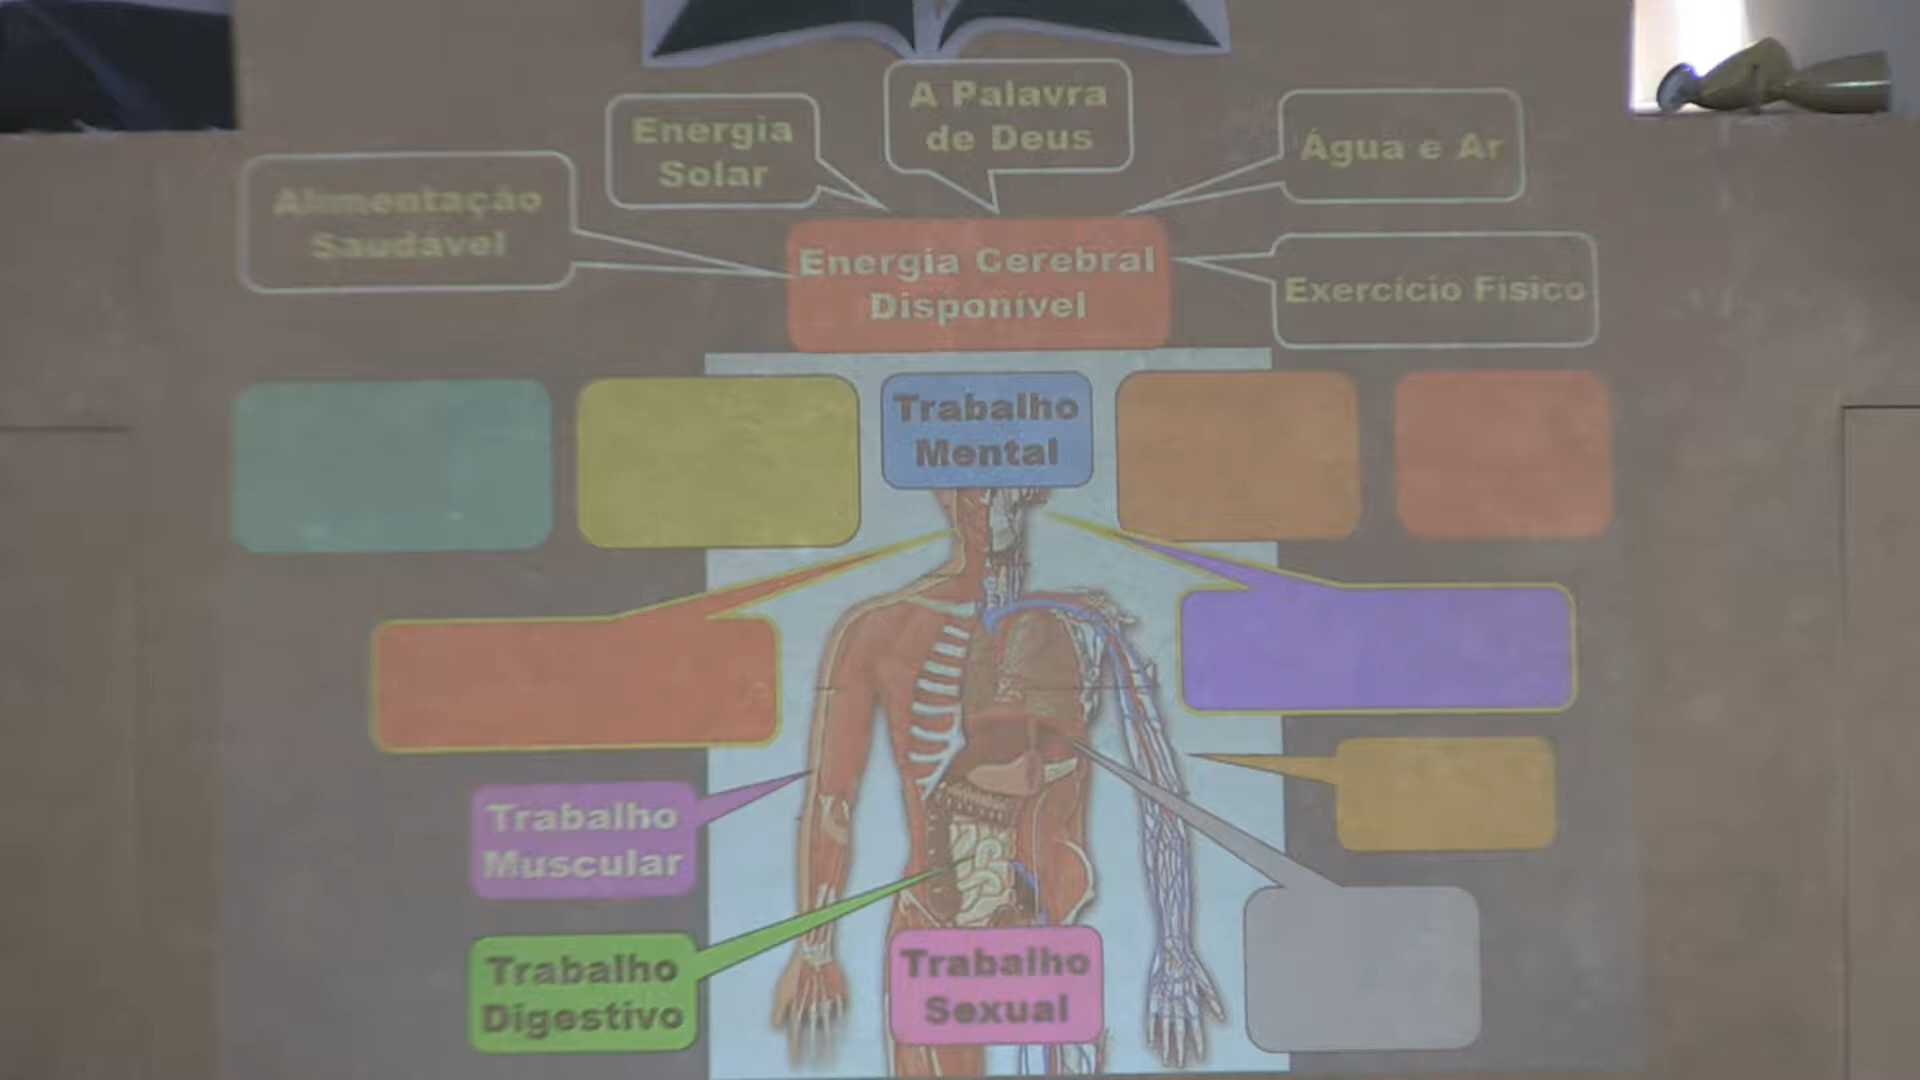 A Palavra
de Deus
Energia
Solar
Água e Ar
Alimentação
Saudável
Energia Cerebral
Disponível
Exercício Físico
Trabalho
Mental
Trabalho
Muscular
Trabalho
Digestivo
Trabalho
Sexual